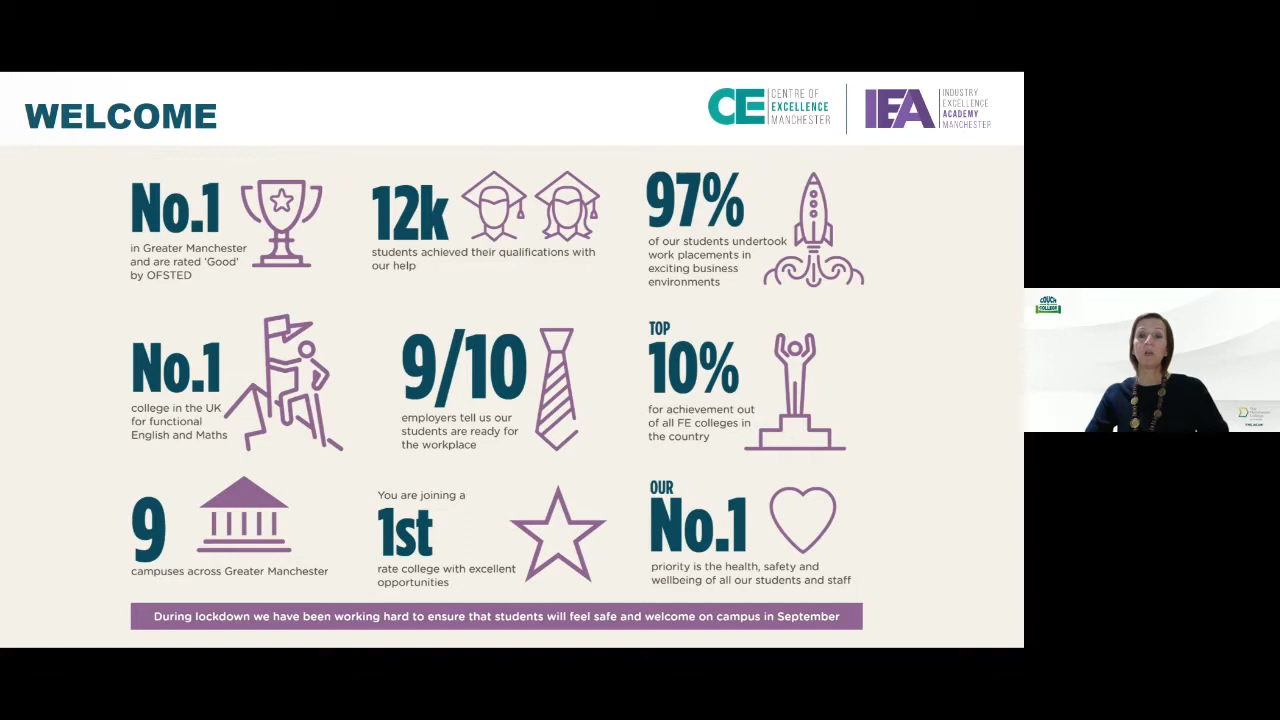 WELCOME
CE CENTRE OF
EXCELLENCE
MANCHESTER
IEA INDUSTRY
EXCELLENCE
ACADEMY
MANCHESTER
No.1
in Greater Manchester
and are rated ‘Good’
by OFSTED
12k
students achieved their qualifications with
our help
97%
of our students undertook
work placements in
exciting business
environments
No.1
college in the UK
for functional
English and Maths
9/10
employers tell us our
students are ready for
the workplace
TOP
10%
for achievement out
of all FE colleges in
the country
9
campuses across Greater Manchester
You are joining a
1st
rate college with excellent
opportunities
OUR
No.1
priority is the health, safety and
wellbeing of all our students and staff
During lockdown we have been working hard to ensure that students will feel safe and welcome on campus in September
COUCH
COLLEGE
The
Manchester
College